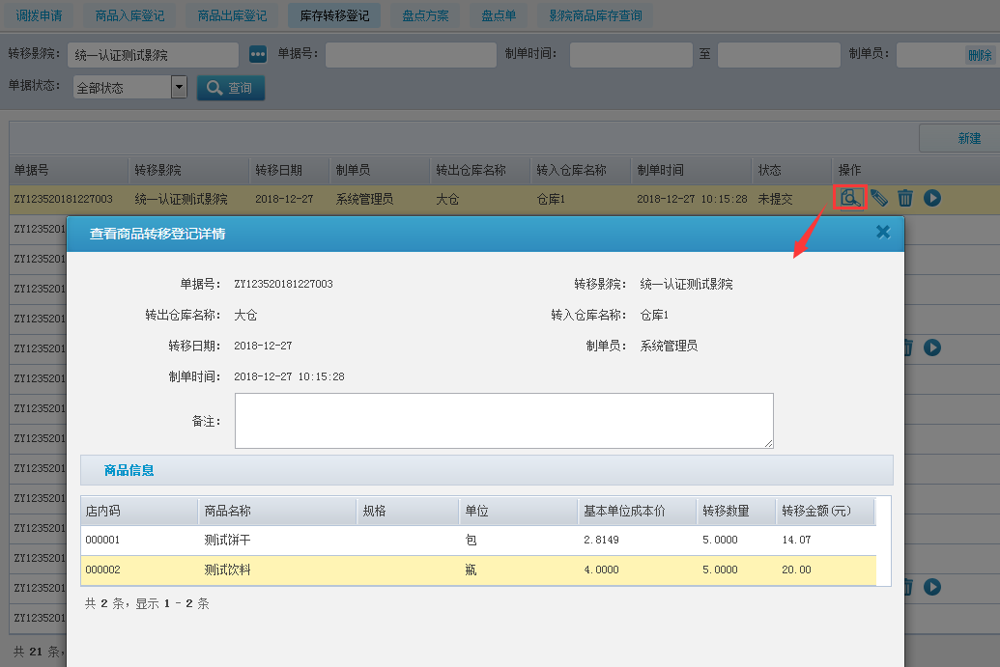 调拨申请 商品入库登记 商品出库登记 库存转移登记 盘点方案 盘点单 影院商品库存查询
转移影院： 统一认证测试影院 单据号： 制单时间： 至 制单员： 删除
单据状态： 全部状态 查询
新建
单据号 转移影院 转移日期 制单员 转出仓库名称 转入仓库名称 制单时间 状态 操作
ZY123520181227003 统一认证测试影院 2018-12-27 系统管理员 大仓 仓库1 2018-12-27 10:15:28 未提交
ZY1235201
ZY1235201
ZY1235201
ZY1235201
ZY1235201
ZY1235201
ZY1235201
ZY1235201
ZY1235201
ZY1235201
ZY1235201
ZY1235201
ZY1235201
ZY1235201
共 21 条，
查看商品转移登记详情
单据号： ZY123520181227003 转移影院： 统一认证测试影院
转出仓库名称： 大仓 转入仓库名称： 仓库1
转移日期： 2018-12-27 制单员： 系统管理员
制单时间： 2018-12-27 10:15:28
备注：
商品信息
店内码 商品名称 规格 单位 基本单位成本价 转移数量 转移金额(元)
000001 测试饼干 包 2.8149 5.0000 14.07
000002 测试饮料 瓶 4.0000 5.0000 20.00
共 2 条，显示 1 - 2 条